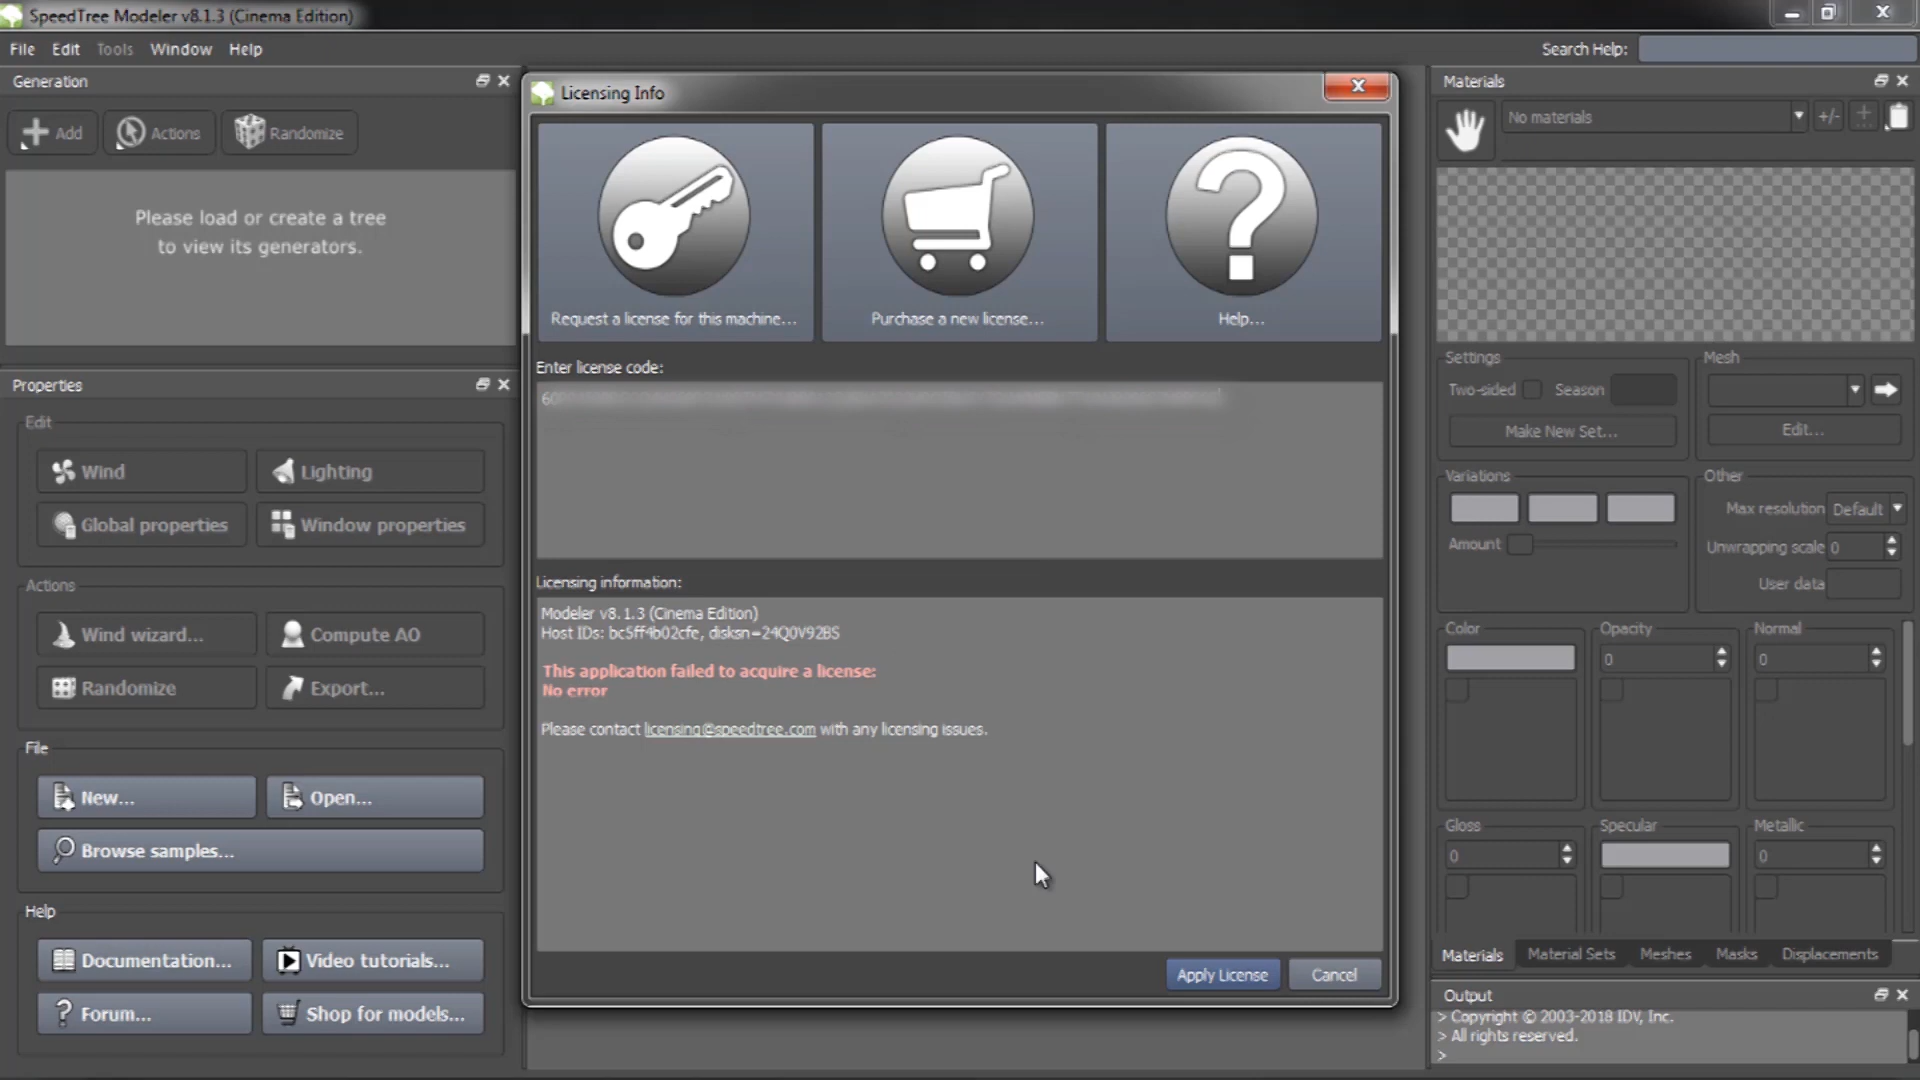 SpeedTree Modeler v8.1.3 (Cinema Edition)
File Edit Tools Window Help
Search Help:
Generation
Add Actions Randomize
Please load or create a tree
to view its generators.
Properties
Edit
Wind Lighting
Global properties Window properties
Actions
Wind wizard... Compute AO
Randomize Export...
File
New... Open...
Browse samples...
Help
Documentation... Video tutorials...
Forum... Shop for models...
Licensing Info
Request a license for this machine... Purchase a new license... Help...
Enter license code:
Licensing information:
Modeler v8.1.3 (Cinema Edition)
Host IDs: bc5ff4b02cfe, disksn=24Q0V92BS
This application failed to acquire a license:
No error
Please contact licensing@speedtree.com with any licensing issues.
Apply License Cancel
Materials
No materials +/- +
Settings Mesh
Two-sided Season
Make New Set... Edit...
Variations Other
Max resolution Default
Amount Unwrapping scale 0
User data
Color Opacity Normal
0 0
Gloss Specular Metallic
0 0
Materials Material Sets Meshes Masks Displacements
Output
> Copyright © 2003-2018 IDV, Inc.
> All rights reserved.
>